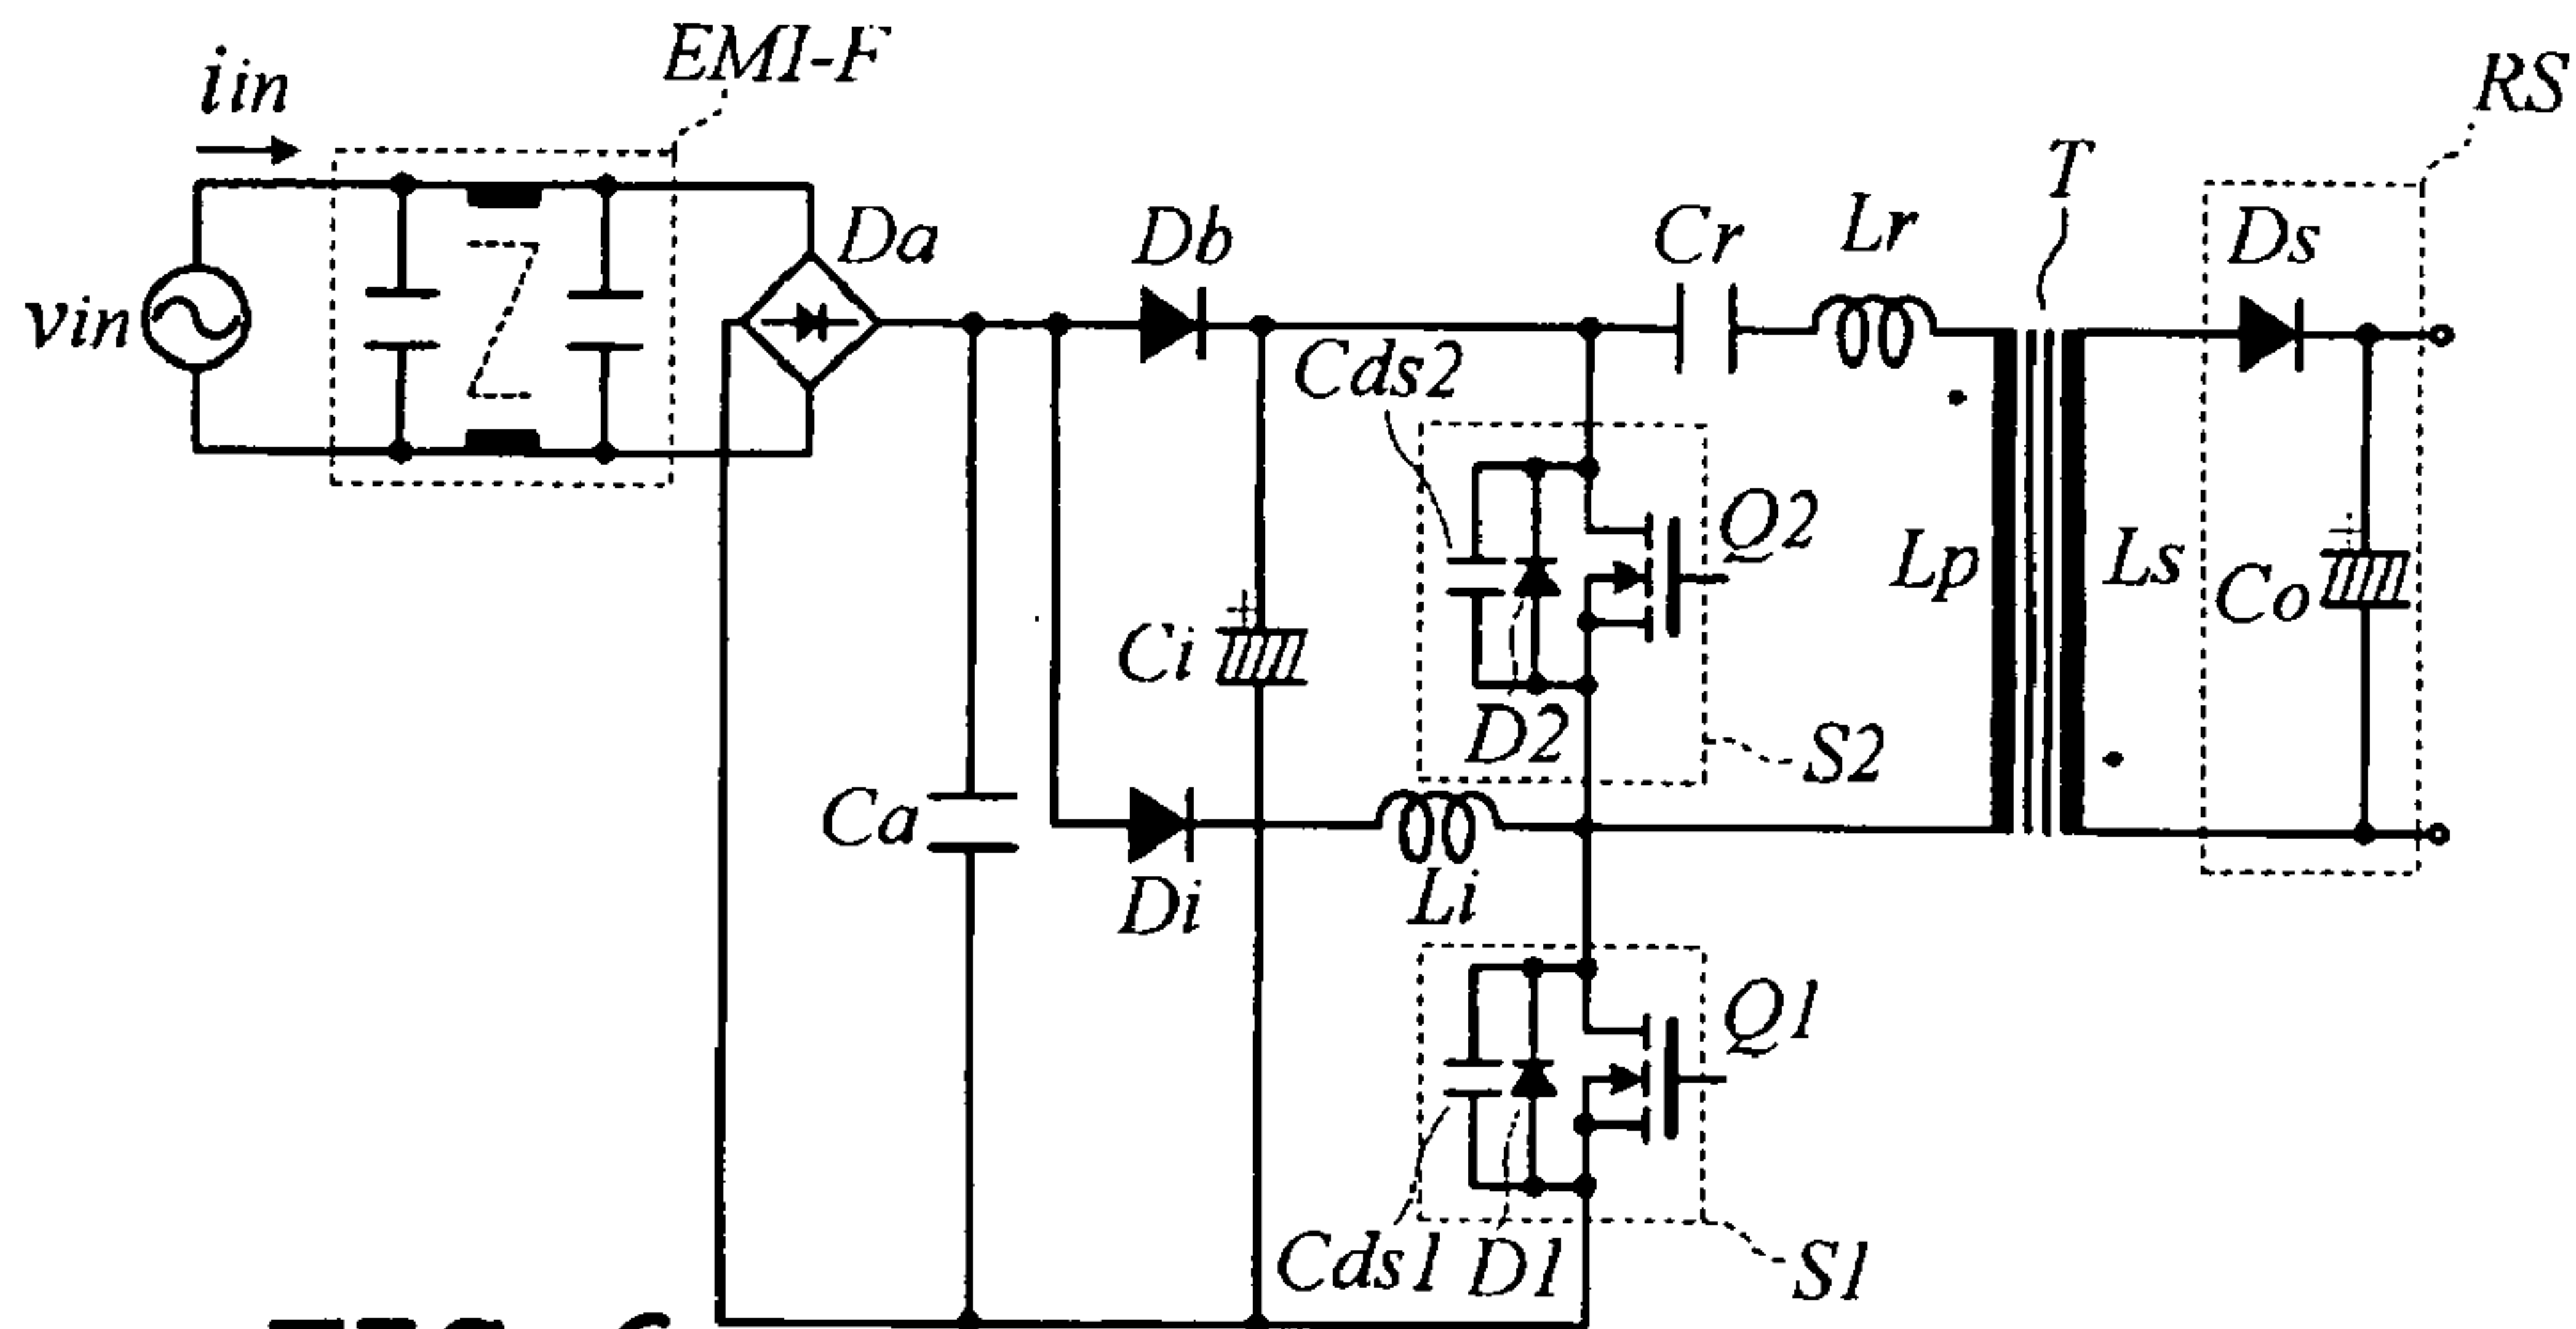 iin
EMI-F
RS
T
Da
Db
Cr
Lr
Ds
vin
Cds2
Q2
Lp
Ls
Co
Ci
D2
S2
Ca
Di
Li
Q1
Cds1
D1
S1